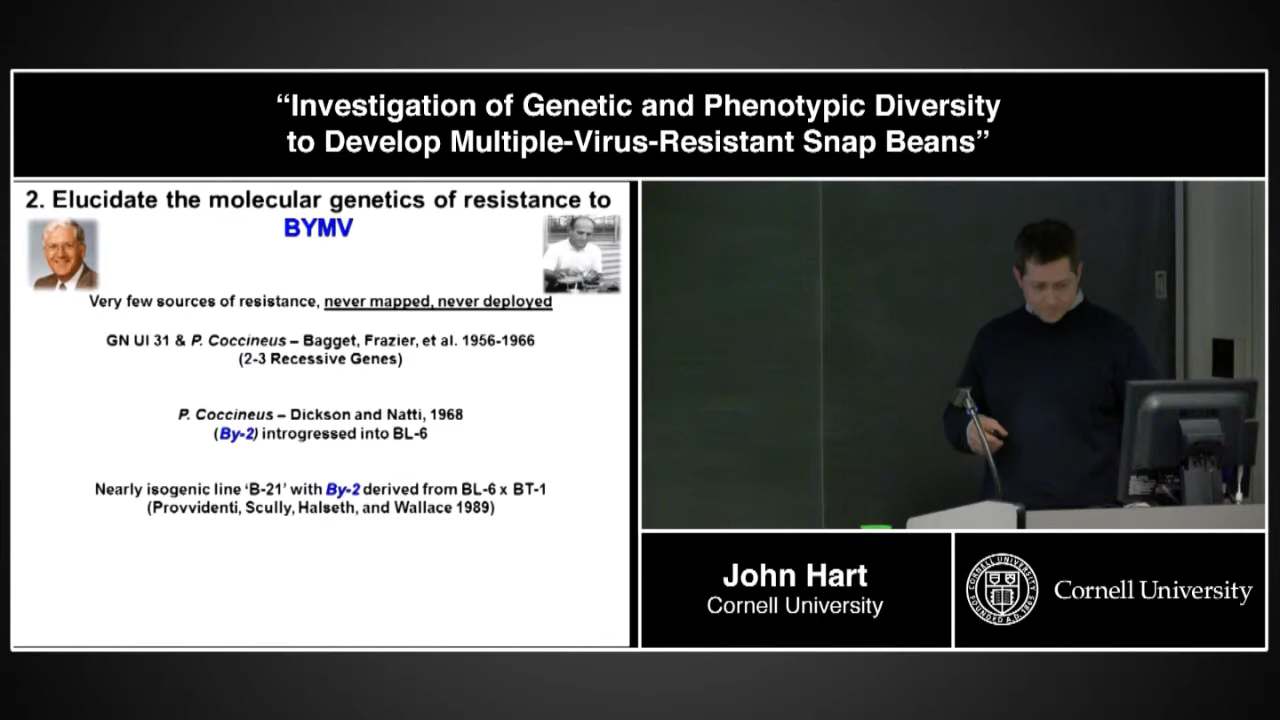 “Investigation of Genetic and Phenotypic Diversity
to Develop Multiple-Virus-Resistant Snap Beans”
2. Elucidate the molecular genetics of resistance to
BYMV
Very few sources of resistance, never mapped, never deployed
GN UI 31 & P. Coccineus – Bagget, Frazier, et al. 1956-1966
(2-3 Recessive Genes)
P. Coccineus – Dickson and Natti, 1968
(By-2) introgressed into BL-6
Nearly isogenic line ‘B-21’ with By-2 derived from BL-6 x BT-1
(Provvidenti, Scully, Halseth, and Wallace 1989)
John Hart
Cornell University
CORNELL UNIVERSITY
FOUNDED A.D. 1865
Cornell University